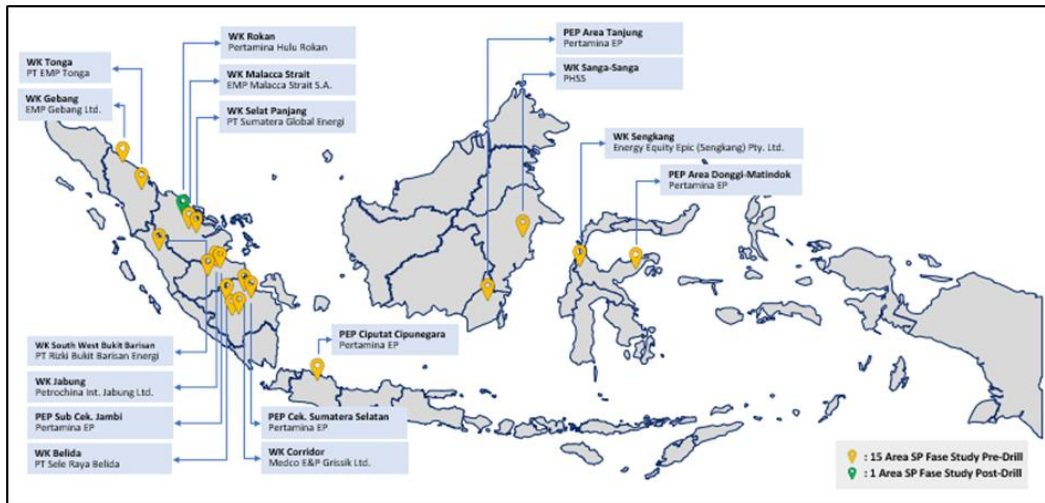 WK Rokan
Pertamina Hulu Rokan
PEP Area Tanjung
Pertamina EP
WK Tonga
PT EMP Tonga
WK Malacca Strait
EMP Malacca Strait S.A.
WK Sanga-Sanga
PHSS
WK Gebang
EMP Gebang Ltd.
WK Selat Panjang
PT Sumatera Global Energi
WK Sengkang
Energy Equity Epic (Sengkang) Pty. Ltd.
PEP Area Donggi-Matindok
Pertamina EP
PEP Ciputat Cipunegara
Pertamina EP
WK South West Bukit Barisan
PT Rizki Bukit Barisan Energi
WK Jabung
Petrochina Int. Jabung Ltd.
PEP Sub Cek. Jambi
Pertamina EP
PEP Cek. Sumatera Selatan
Pertamina EP
WK Belida
PT Sele Raya Belida
WK Corridor
Medco E&P Grissik Ltd.
: 15 Area SP Fase Study Pre-Drill
: 1 Area SP Fase Study Post-Drill